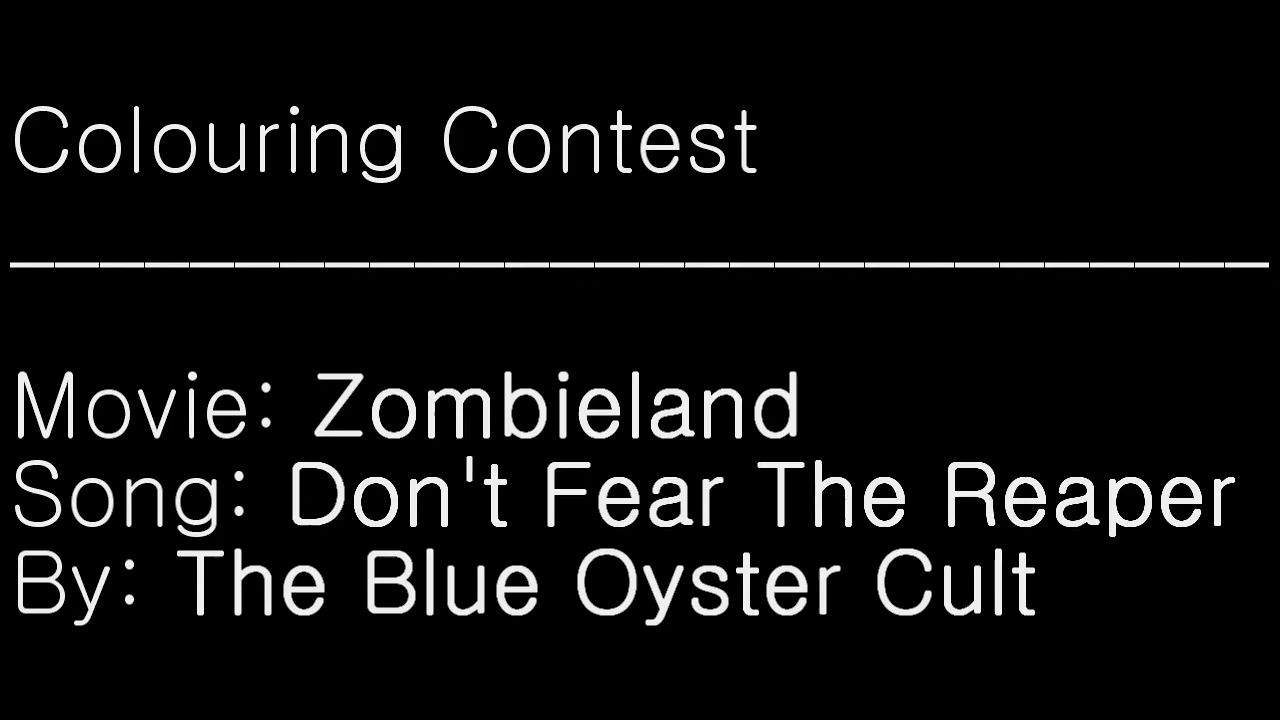 Colouring Contest
Movie: Zombieland
Song: Don't Fear The Reaper
By: The Blue Oyster Cult